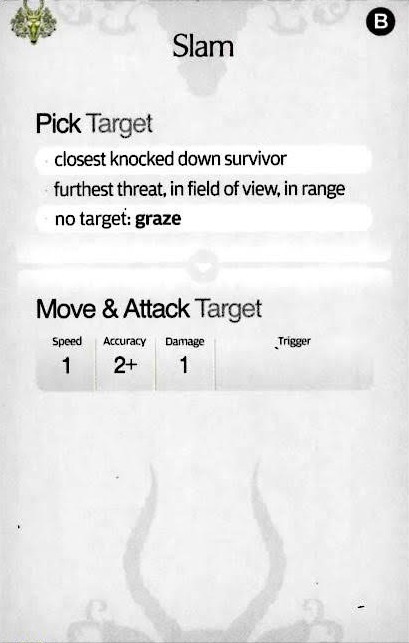 B
Slam
Pick Target
closest knocked down survivor
furthest threat, in field of view, in range
no target: graze
Move & Attack Target
Speed Accuracy Damage Trigger
1 2+ 1